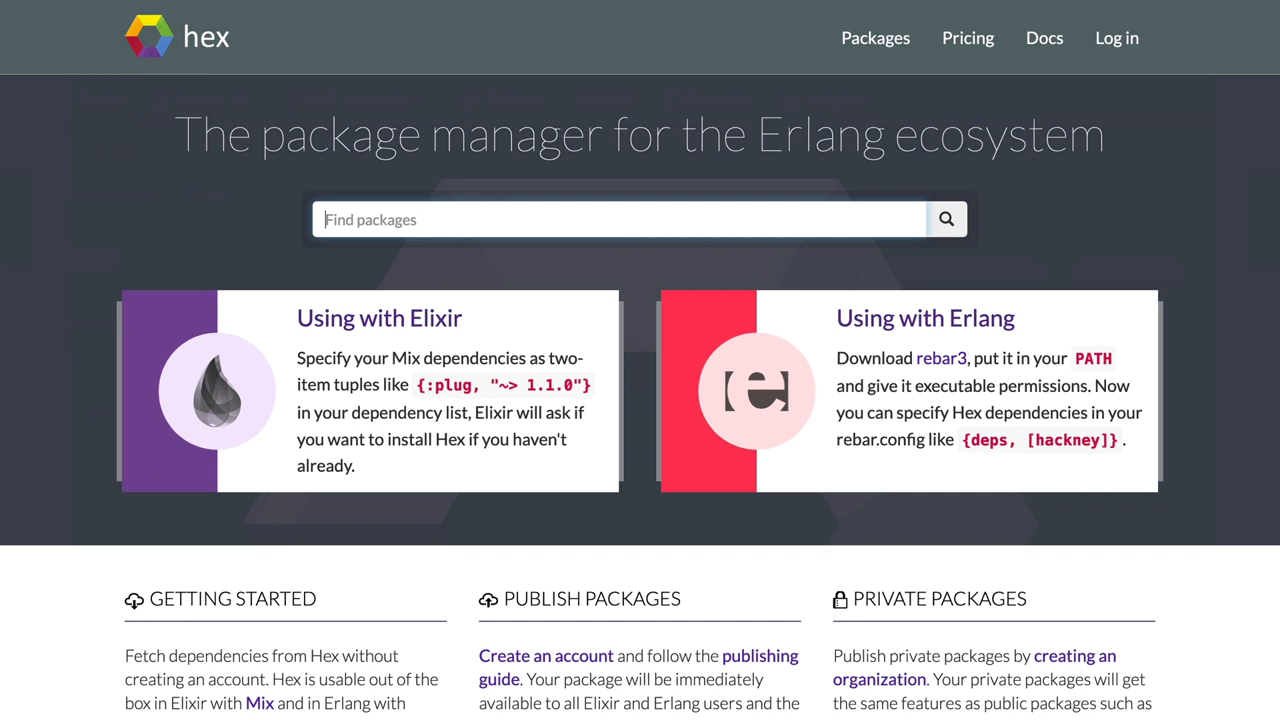 hex
Packages Pricing Docs Log in
The package manager for the Erlang ecosystem
Find packages
Using with Elixir
Specify your Mix dependencies as two-
item tuples like {:plug, "~> 1.1.0"}
in your dependency list, Elixir will ask if
you want to install Hex if you haven't
already.
e
Using with Erlang
Download rebar3, put it in your PATH
and give it executable permissions. Now
you can specify Hex dependencies in your
rebar.config like {deps, [hackney]}.
GETTING STARTED
Fetch dependencies from Hex without
creating an account. Hex is usable out of the
box in Elixir with Mix and in Erlang with
PUBLISH PACKAGES
Create an account and follow the publishing
guide. Your package will be immediately
available to all Elixir and Erlang users and the
PRIVATE PACKAGES
Publish private packages by creating an
organization. Your private packages will get
the same features as public packages such as